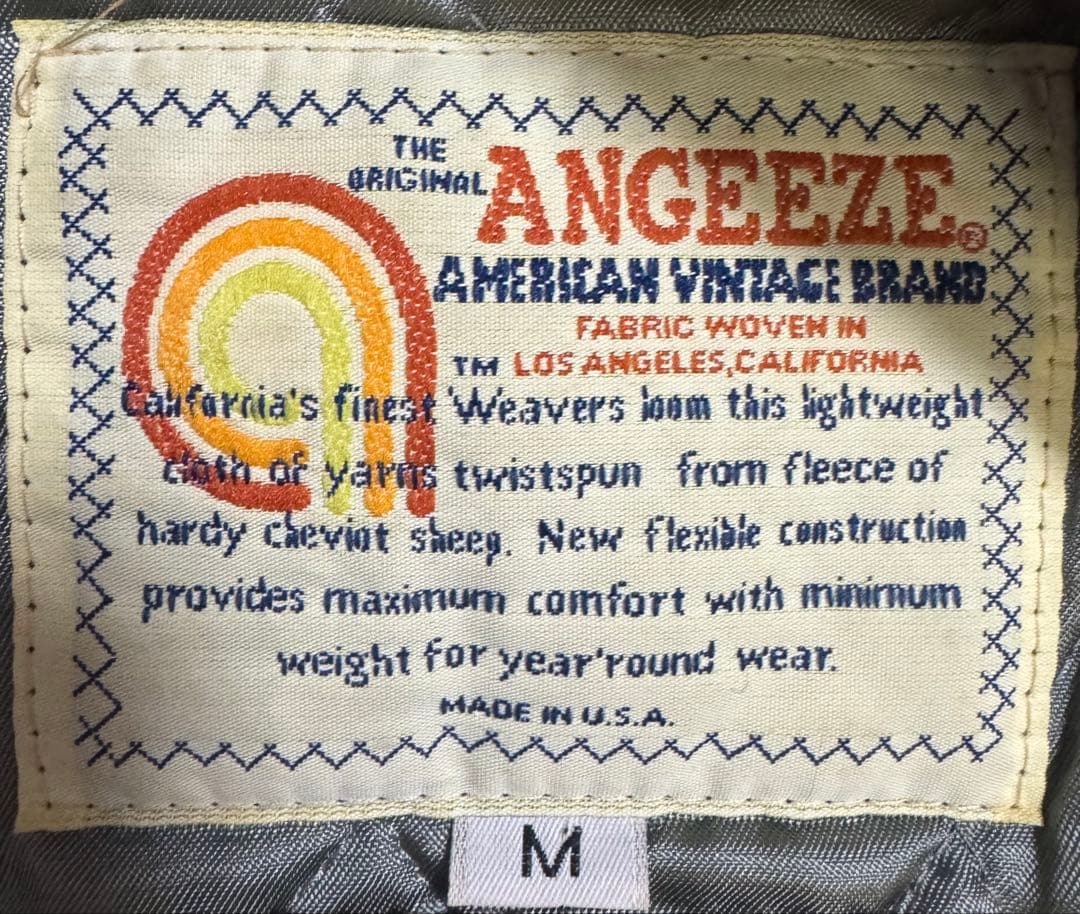 THE
ORIGINAL
ANGEEZE®
AMERICAN VINTAGE BRAND
FABRIC WOVEN IN
TM LOS ANGELES, CALIFORNIA
California's finest Weavers loom this lightweight
cloth of yarns twistspun from fleece of
hardy cheviot sheep. New flexible construction
provides maximum comfort with minimum
weight for year'round wear.
MADE IN U.S.A.
M